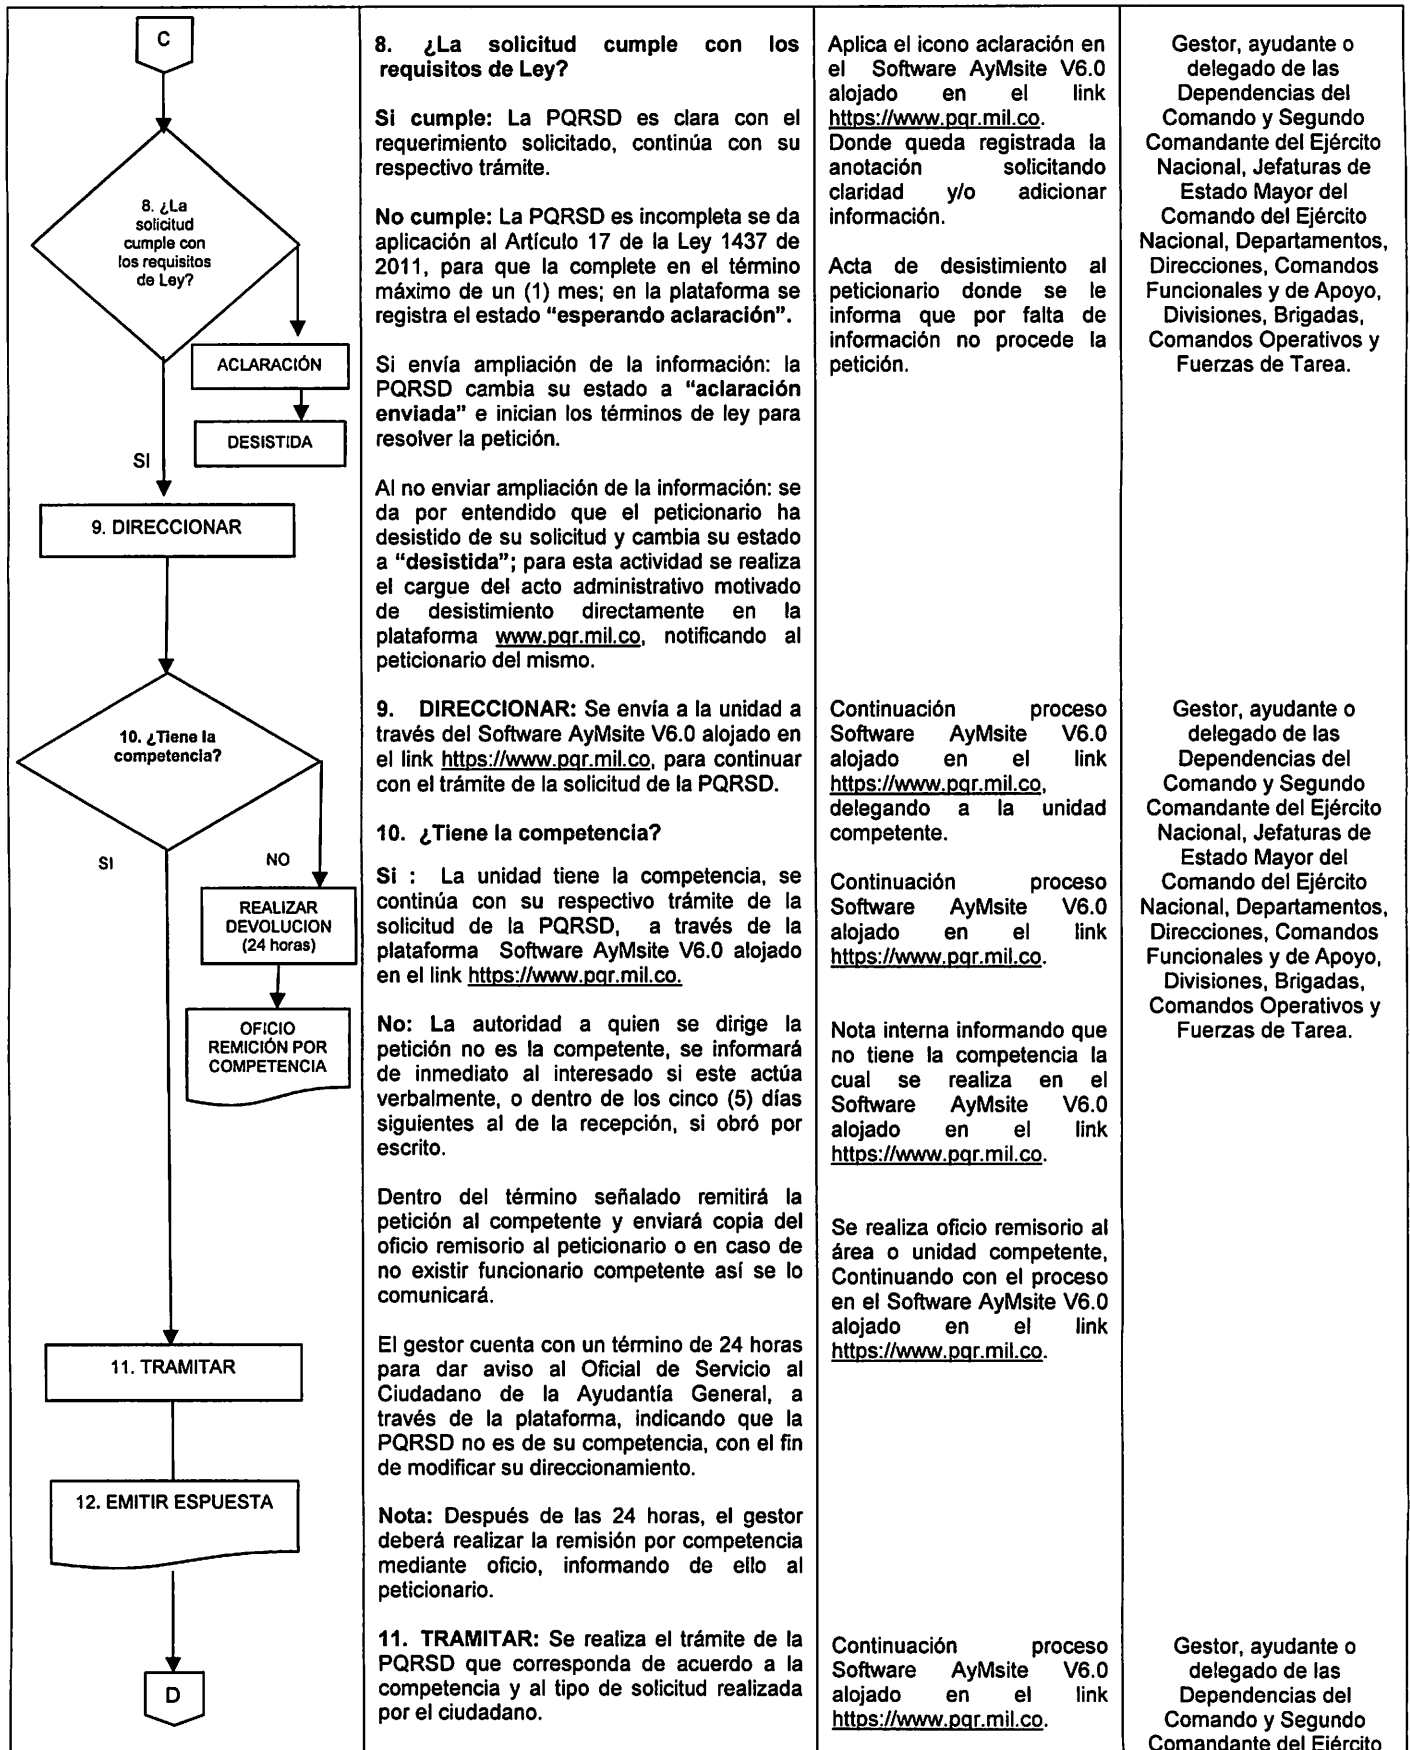 C
8. ¿La
solicitud
cumple con
los requisitos
de Ley?
ACLARACIÓN
DESISTIDA
SI
9. DIRECCIONAR
10. ¿Tiene la
competencia?
SI
NO
REALIZAR
DEVOLUCION
(24 horas)
OFICIO
REMICIÓN POR
COMPETENCIA
11. TRAMITAR
12. EMITIR ESPUESTA
D
8. ¿La solicitud cumple con los
requisitos de Ley?
Si cumple: La PQRSD es clara con el
requerimiento solicitado, continúa con su
respectivo trámite.
No cumple: La PQRSD es incompleta se da
aplicación al Artículo 17 de la Ley 1437 de
2011, para que la complete en el término
máximo de un (1) mes; en la plataforma se
registra el estado "esperando aclaración".
Si envía ampliación de la información: la
PQRSD cambia su estado a "aclaración
enviada" e inician los términos de ley para
resolver la petición.
Al no enviar ampliación de la información: se
da por entendido que el peticionario ha
desistido de su solicitud y cambia su estado
a "desistida"; para esta actividad se realiza
el cargue del acto administrativo motivado
de desistimiento directamente en la
plataforma www.pqr.mil.co, notificando al
peticionario del mismo.
9. DIRECCIONAR: Se envía a la unidad a
través del Software AyMsite V6.0 alojado en
el link https://www.pqr.mil.co, para continuar
con el trámite de la solicitud de la PQRSD.
10. ¿Tiene la competencia?
Si : La unidad tiene la competencia, se
continúa con su respectivo trámite de la
solicitud de la PQRSD, a través de la
plataforma Software AyMsite V6.0 alojado
en el link https://www.pqr.mil.co.
No: La autoridad a quien se dirige la
petición no es la competente, se informará
de inmediato al interesado si este actúa
verbalmente, o dentro de los cinco (5) días
siguientes al de la recepción, si obró por
escrito.
Dentro del término señalado remitirá la
petición al competente y enviará copia del
oficio remisorio al peticionario o en caso de
no existir funcionario competente así se lo
comunicará.
El gestor cuenta con un término de 24 horas
para dar aviso al Oficial de Servicio al
Ciudadano de la Ayudantía General, a
través de la plataforma, indicando que la
PQRSD no es de su competencia, con el fin
de modificar su direccionamiento.
Nota: Después de las 24 horas, el gestor
deberá realizar la remisión por competencia
mediante oficio, informando de ello al
peticionario.
11. TRAMITAR: Se realiza el trámite de la
PQRSD que corresponda de acuerdo a la
competencia y al tipo de solicitud realizada
por el ciudadano.
Aplica el icono aclaración en
el Software AyMsite V6.0
alojado en el link
https://www.pqr.mil.co.
Donde queda registrada la
anotación solicitando
claridad y/o adicionar
información.
Acta de desistimiento al
peticionario donde se le
informa que por falta de
información no procede la
petición.
Continuación proceso
Software AyMsite V6.0
alojado en el link
https://www.pqr.mil.co,
delegando a la unidad
competente.
Continuación proceso
Software AyMsite V6.0
alojado en el link
https://www.pqr.mil.co.
Nota interna informando que
no tiene la competencia la
cual se realiza en el
Software AyMsite V6.0
alojado en el link
https://www.pqr.mil.co.
Se realiza oficio remisorio al
área o unidad competente,
Continuando con el proceso
en el Software AyMsite V6.0
alojado en el link
https://www.pqr.mil.co.
Continuación proceso
Software AyMsite V6.0
alojado en el link
https://www.pqr.mil.co.
Gestor, ayudante o
delegado de las
Dependencias del
Comando y Segundo
Comandante del Ejército
Nacional, Jefaturas de
Estado Mayor del
Comando del Ejército
Nacional, Departamentos,
Direcciones, Comandos
Funcionales y de Apoyo,
Divisiones, Brigadas,
Comandos Operativos y
Fuerzas de Tarea.
Gestor, ayudante o
delegado de las
Dependencias del
Comando y Segundo
Comandante del Ejército
Nacional, Jefaturas de
Estado Mayor del
Comando del Ejército
Nacional, Departamentos,
Direcciones, Comandos
Funcionales y de Apoyo,
Divisiones, Brigadas,
Comandos Operativos y
Fuerzas de Tarea.
Gestor, ayudante o
delegado de las
Dependencias del
Comando y Segundo
Comandante del Ejército